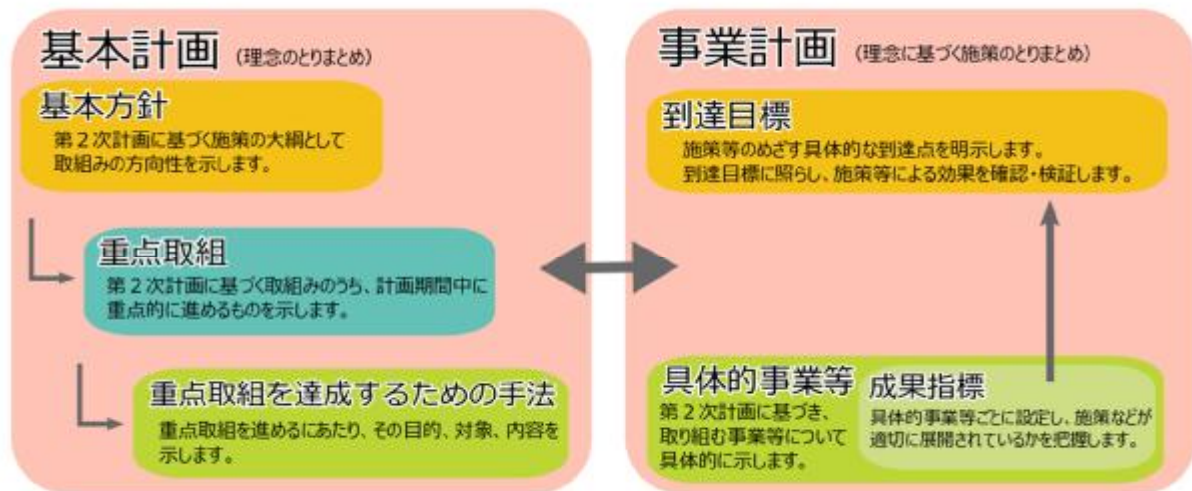 基本計画 (理念のとりまとめ)
基本方針
第２次計画に基づく施策の大綱として
取組みの方向性を示します。
重点取組
第２次計画に基づく取組みのうち、計画期間中に
重点的に進めるものを示します。
重点取組を達成するための手法
重点取組を進めるにあたり、その目的、対象、内容を
示します。
事業計画 (理念に基づく施策のとりまとめ)
到達目標
施策等のめざす具体的な到達点を明示します。
到達目標に照らし、施策等による効果を確認・検証します。
具体的事業等
第２次計画に基づき、
取り組む事業等について
具体的に示します。
成果指標
具体的事業等ごとに設定し、施策などが
適切に展開されているかを把握します。